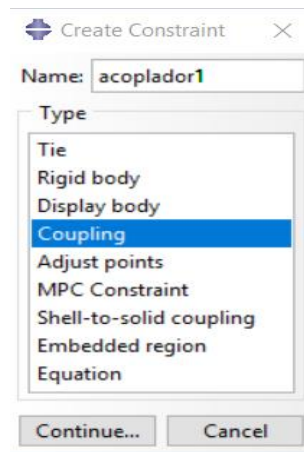 Create Constraint
Name: acoplador1
Type
Tie
Rigid body
Display body
Coupling
Adjust points
MPC Constraint
Shell-to-solid coupling
Embedded region
Equation
Continue... Cancel